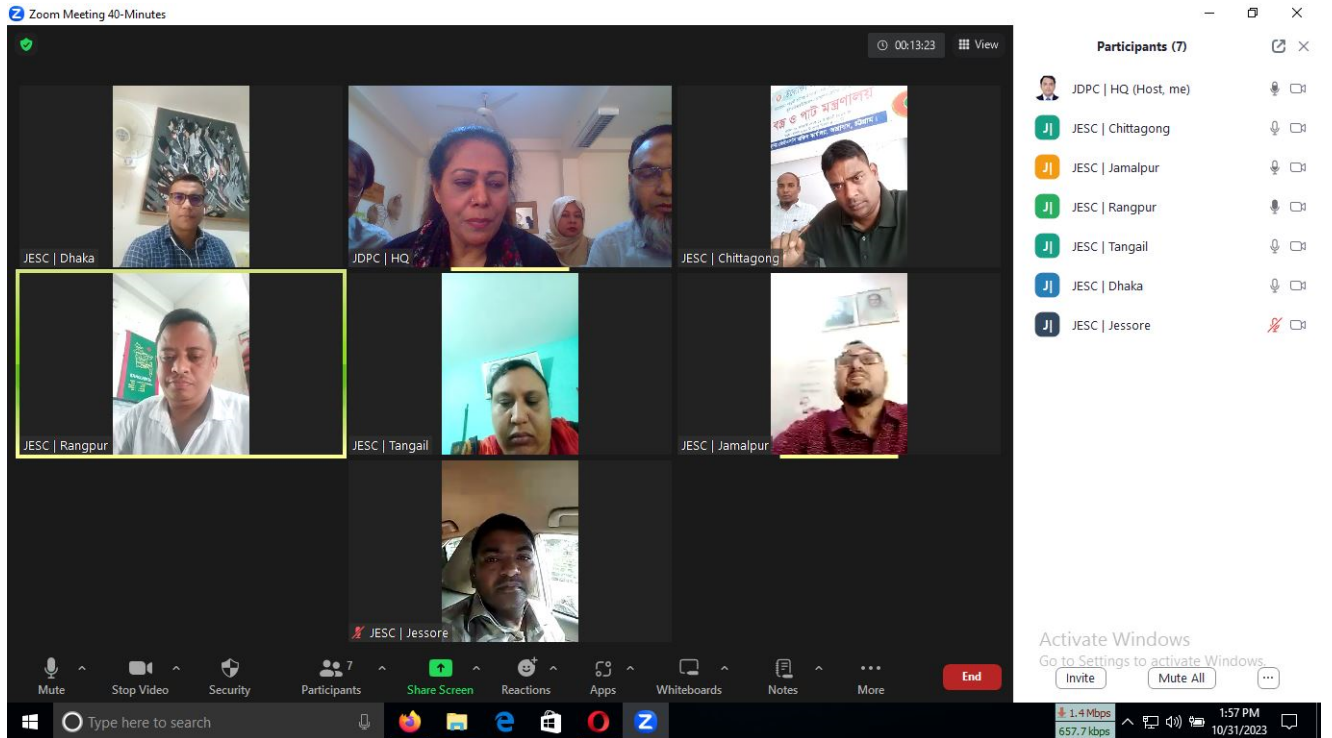 Zoom Meeting 40-Minutes
00:13:23
View
JESC | Dhaka
JDPC | HQ
JESC | Chittagong
বস্ত্র ও পাট মন্ত্রণালয়
JESC | Rangpur
JESC | Tangail
JESC | Jamalpur
JESC | Jessore
Participants (7)
JDPC | HQ (Host, me)
J| JESC | Chittagong
J| JESC | Jamalpur
J| JESC | Rangpur
J| JESC | Tangail
J| JESC | Dhaka
J| JESC | Jessore
Activate Windows
Go to Settings to activate Windows.
Invite
Mute All
Mute
Stop Video
Security
7
Participants
Share Screen
Reactions
Apps
Whiteboards
Notes
More
End
Type here to search
1.4 Mbps
657.7 kbps
1:57 PM
10/31/2023